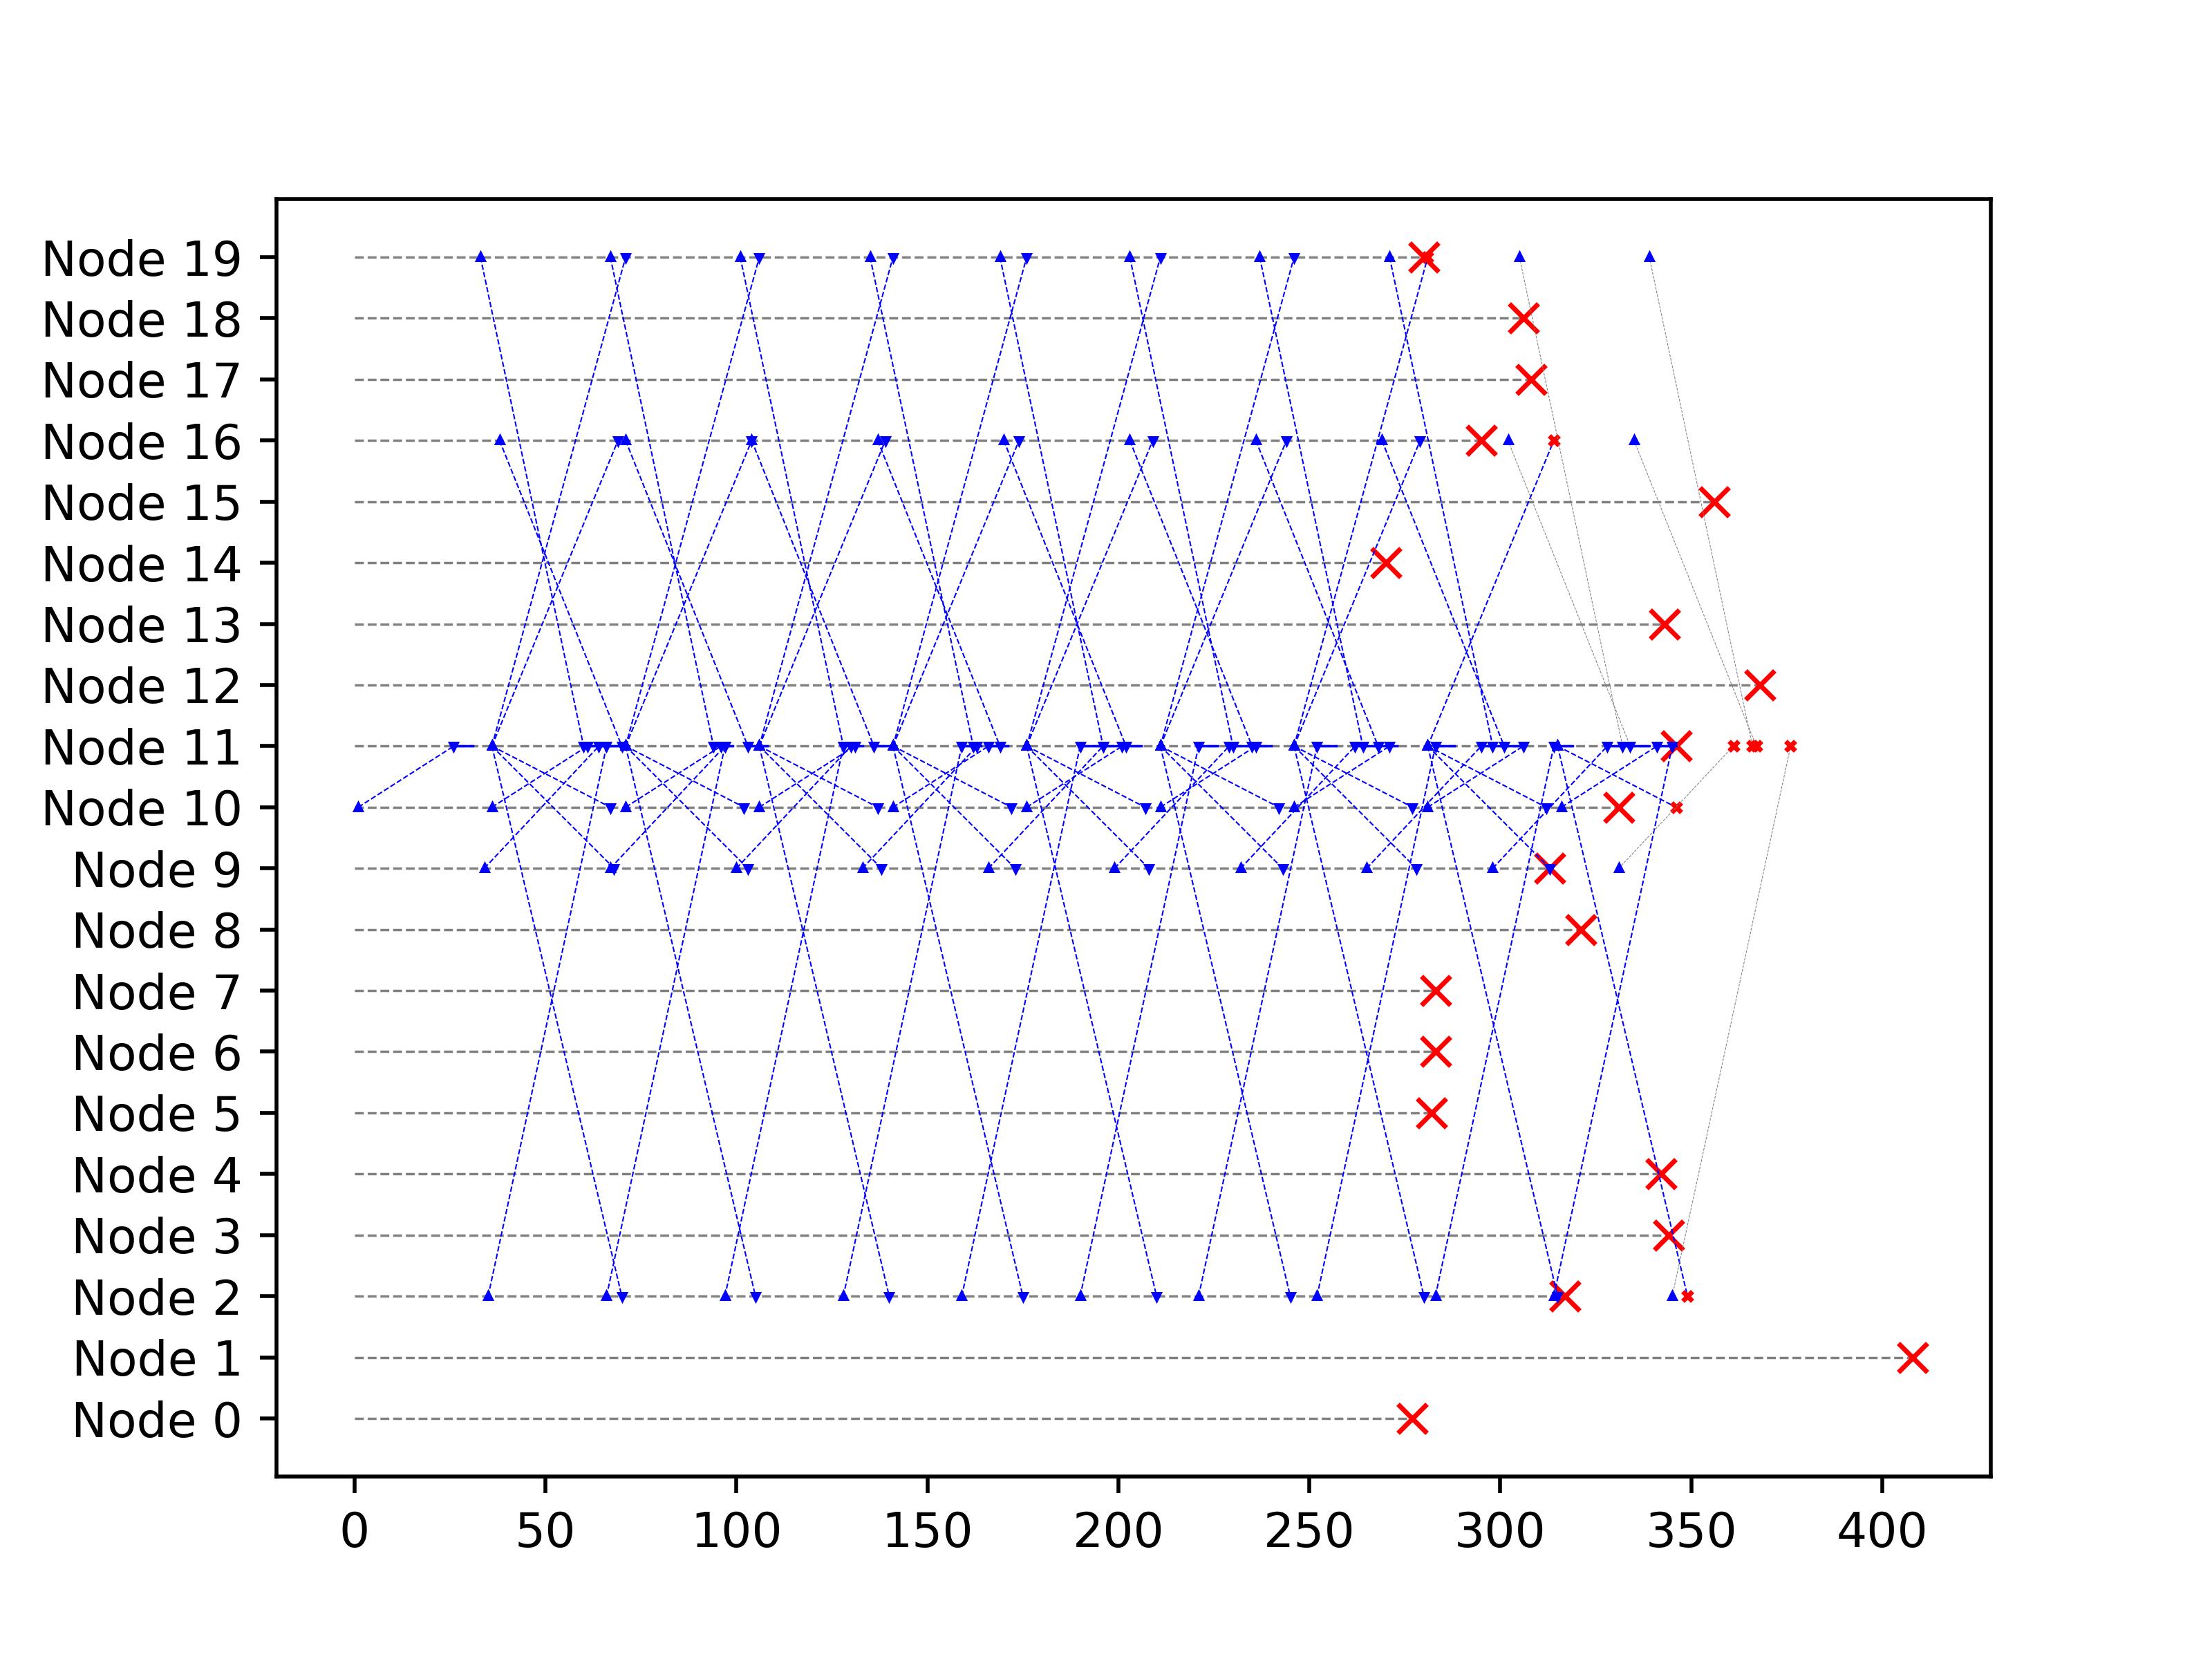 Node 19
Node 18
Node 17
Node 16
Node 15
Node 14
Node 13
Node 12
Node 11
Node 10
Node 9
Node 8
Node 7
Node 6
Node 5
Node 4
Node 3
Node 2
Node 1
Node 0
0 50 100 150 200 250 300 350 400